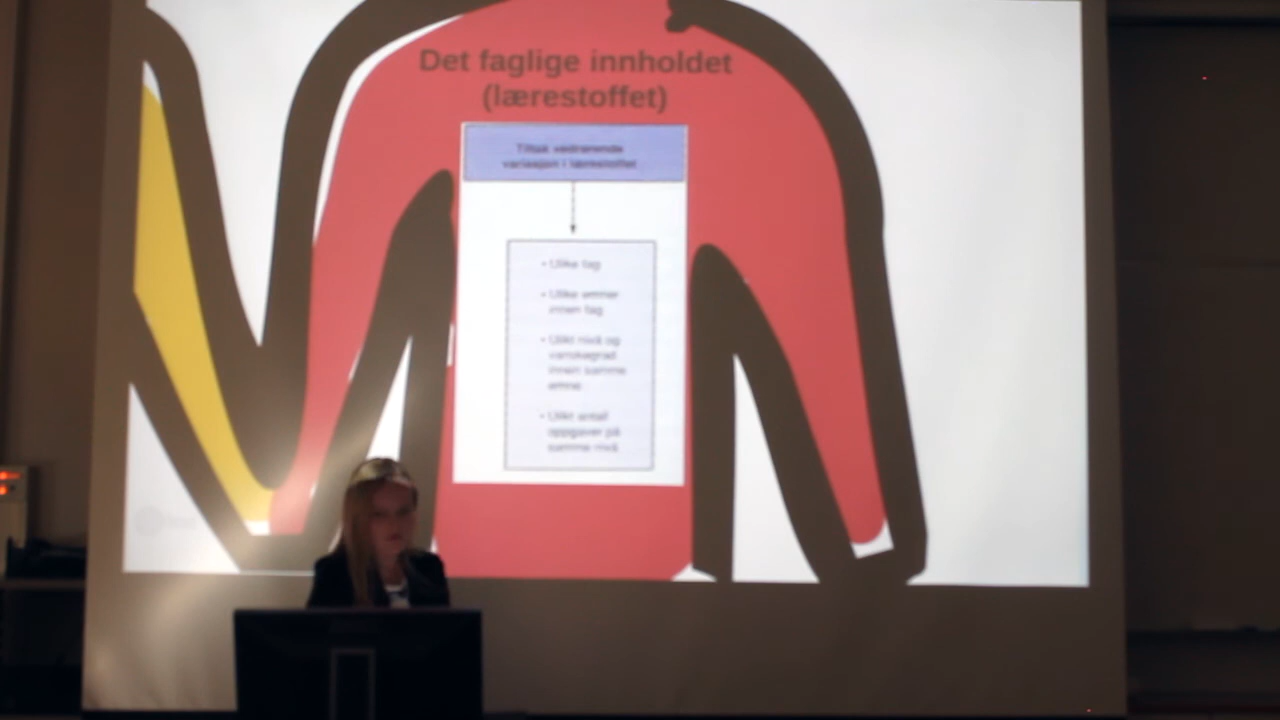 Det faglige innholdet
(lærestoffet)
Tiltak vedrørende
variasjon i lærestoffet
• Ulike fag
• Ulike emner
innen fag
• Ulikt nivå og
vanskegrad
innen samme
emne
• Ulikt antall
oppgaver på
samme nivå